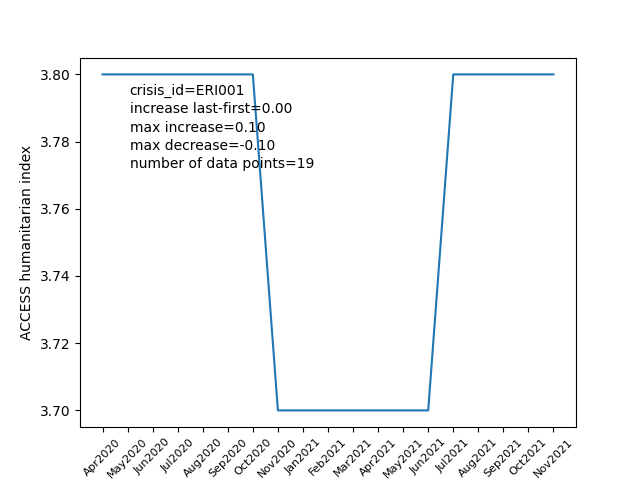 3.80
3.78
3.76
3.74
3.72
3.70
ACCESS humanitarian index
crisis_id=ERI001
increase last-first=0.00
max increase=0.10
max decrease=-0.10
number of data points=19
Apr2020
May2020
Jun2020
Jul2020
Aug2020
Sep2020
Oct2020
Nov2020
Jan2021
Feb2021
Mar2021
Apr2021
May2021
Jun2021
Jul2021
Aug2021
Sep2021
Oct2021
Nov2021